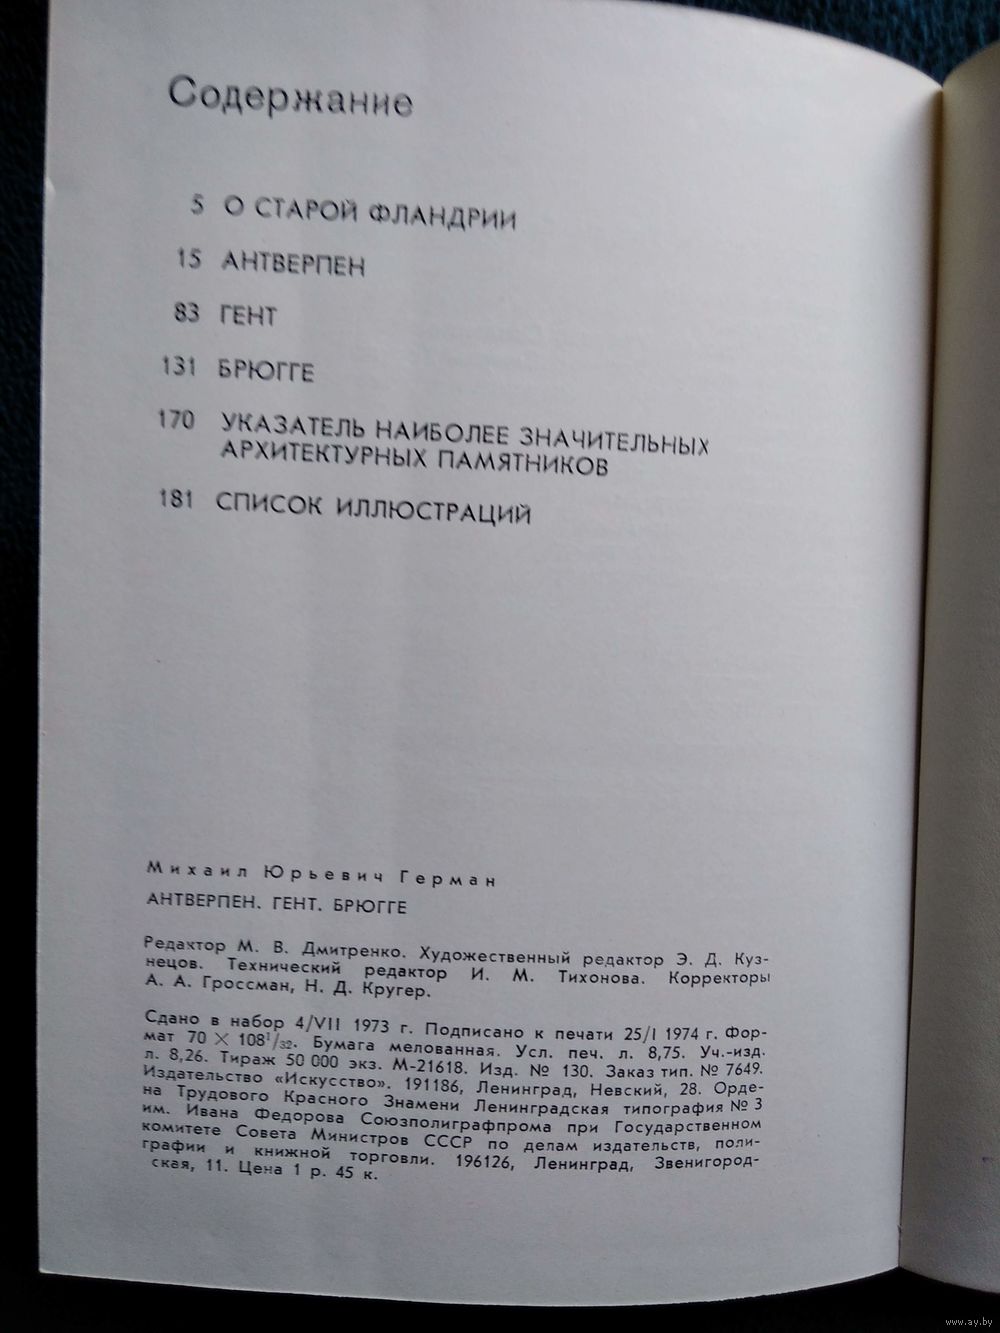 Содержание
5 О СТАРОЙ ФЛАНДРИИ
15 АНТВЕРПЕН
83 ГЕНТ
131 БРЮГГЕ
170 УКАЗАТЕЛЬ НАИБОЛЕЕ ЗНАЧИТЕЛЬНЫХ
АРХИТЕКТУРНЫХ ПАМЯТНИКОВ
181 СПИСОК ИЛЛЮСТРАЦИЙ
Михаил Юрьевич Герман
АНТВЕРПЕН. ГЕНТ. БРЮГГЕ
Редактор М. В. Дмитренко. Художественный редактор Э. Д. Куз-
нецов. Технический редактор И. М. Тихонова. Корректоры
А. А. Гроссман, Н. Д. Кругер.
Сдано в набор 4/VII 1973 г. Подписано к печати 25/I 1974 г. Фор-
мат 70 × 108¹/₃₂. Бумага мелованная. Усл. печ. л. 8,75. Уч.-изд.
л. 8,26. Тираж 50 000 экз. М-21618. Изд. № 130. Заказ тип. № 7649.
Издательство «Искусство». 191186, Ленинград, Невский, 28. Орде-
на Трудового Красного Знамени Ленинградская типография № 3
им. Ивана Федорова Союзполиграфпрома при Государственном
комитете Совета Министров СССР по делам издательств, поли-
графии и книжной торговли. 196126, Ленинград, Звенигород-
ская, 11. Цена 1 р. 45 к.
www.ay.by